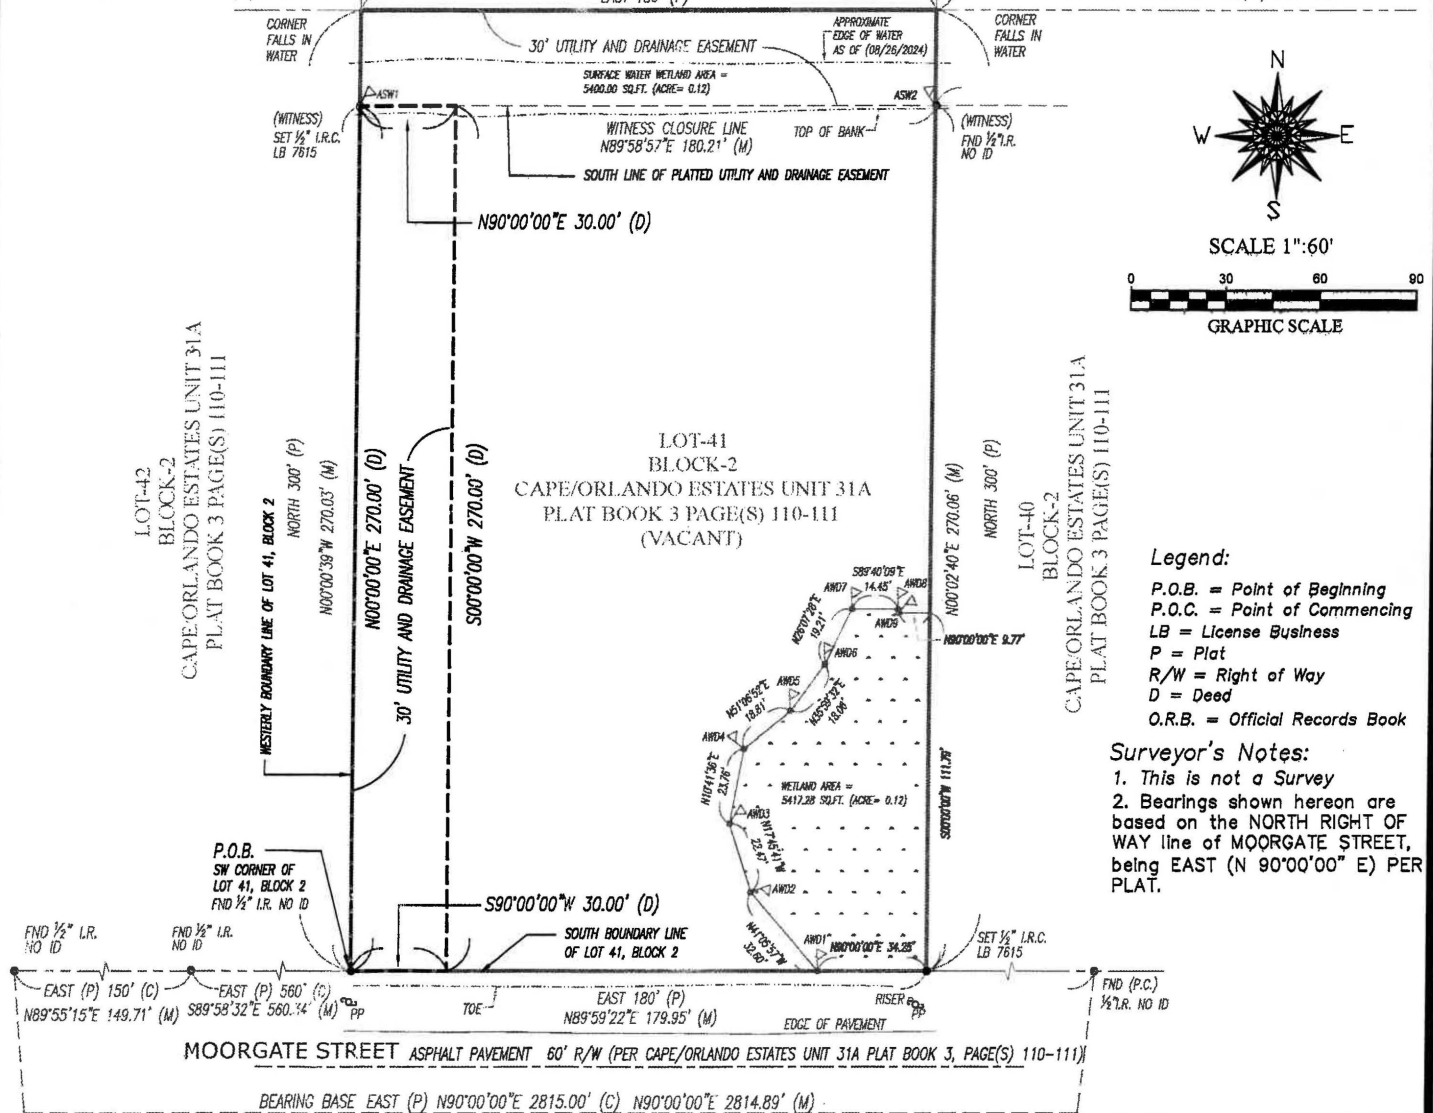 EAST 180' (P)
CORNER
FALLS IN
WATER
30' UTILITY AND DRAINAGE EASEMENT
APPROXIMATE
EDGE OF WATER
AS OF (08/26/2024)
CORNER
FALLS IN
WATER
SURFACE WATER WETLAND AREA =
5400.00 SQ.FT. (ACRE= 0.12)
ASW1
ASW2
(WITNESS)
SET ½" I.R.C.
LB 7615
WITNESS CLOSURE LINE
N89°58'57"E 180.21' (M)
TOP OF BANK
(WITNESS)
FND ½"I.R.
NO ID
SOUTH LINE OF PLATTED UTILITY AND DRAINAGE EASEMENT
N90°00'00"E 30.00' (D)
N
W
E
S
SCALE 1":60'
0 30 60 90
GRAPHIC SCALE
LOT-42
BLOCK-2
CAPE/ORLANDO ESTATES UNIT 31A
PLAT BOOK 3 PAGE(S) 110-111
WESTERLY BOUNDARY LINE OF LOT 41, BLOCK 2
NORTH 300' (P)
N00°00'39"W 270.03' (M)
N00°00'00"E 270.00' (D)
30' UTILITY AND DRAINAGE EASEMENT
S00°00'00"W 270.00' (D)
LOT-41
BLOCK-2
CAPE/ORLANDO ESTATES UNIT 31A
PLAT BOOK 3 PAGE(S) 110-111
(VACANT)
N00°02'40"E 270.06' (M)
NORTH 300' (P)
LOT-40
BLOCK-2
CAPE/ORLANDO ESTATES UNIT 31A
PLAT BOOK 3 PAGE(S) 110-111
S89°40'09"E
14.45'
AWD7
AWD8
AWD9
N90°00'00"E 9.77'
N26°07'28"E
19.21'
AWD6
N35°59'32"E
18.06'
AWD5
N51°06'52"E
18.81'
AWD4
N10°41'36"E
23.76'
WETLAND AREA =
5417.28 SQ.FT. (ACRE= 0.12)
S00°00'00"W 111.79'
AWD3
N17°45'41"W
22.47'
AWD2
N41°05'57"W
32.60'
AWD1
N90°00'00"E 34.25'
Legend:
P.O.B. = Point of Beginning
P.O.C. = Point of Commencing
LB = License Business
P = Plat
R/W = Right of Way
D = Deed
O.R.B. = Official Records Book
Surveyor's Notes:
1. This is not a Survey
2. Bearings shown hereon are
based on the NORTH RIGHT OF
WAY line of MOORGATE STREET,
being EAST (N 90°00'00" E) PER
PLAT.
P.O.B.
SW CORNER OF
LOT 41, BLOCK 2
FND ½" I.R. NO ID
S90°00'00"W 30.00' (D)
SOUTH BOUNDARY LINE
OF LOT 41, BLOCK 2
FND ½" I.R.
NO ID
FND ½" I.R.
NO ID
SET ½" I.R.C.
LB 7615
EAST (P) 150' (C)
N89°55'15"E 149.71' (M)
EAST (P) 560' (C)
S89°58'32"E 560.14' (M)
PP
TOE
EAST 180' (P)
N89°59'22"E 179.95' (M)
RISER
PP
EDGE OF PAVEMENT
FND (P.C.)
½"I.R. NO ID
MOORGATE STREET ASPHALT PAVEMENT 60' R/W (PER CAPE/ORLANDO ESTATES UNIT 31A PLAT BOOK 3, PAGE(S) 110-111)
BEARING BASE EAST (P) N90°00'00"E 2815.00' (C) N90°00'00"E 2814.89' (M)